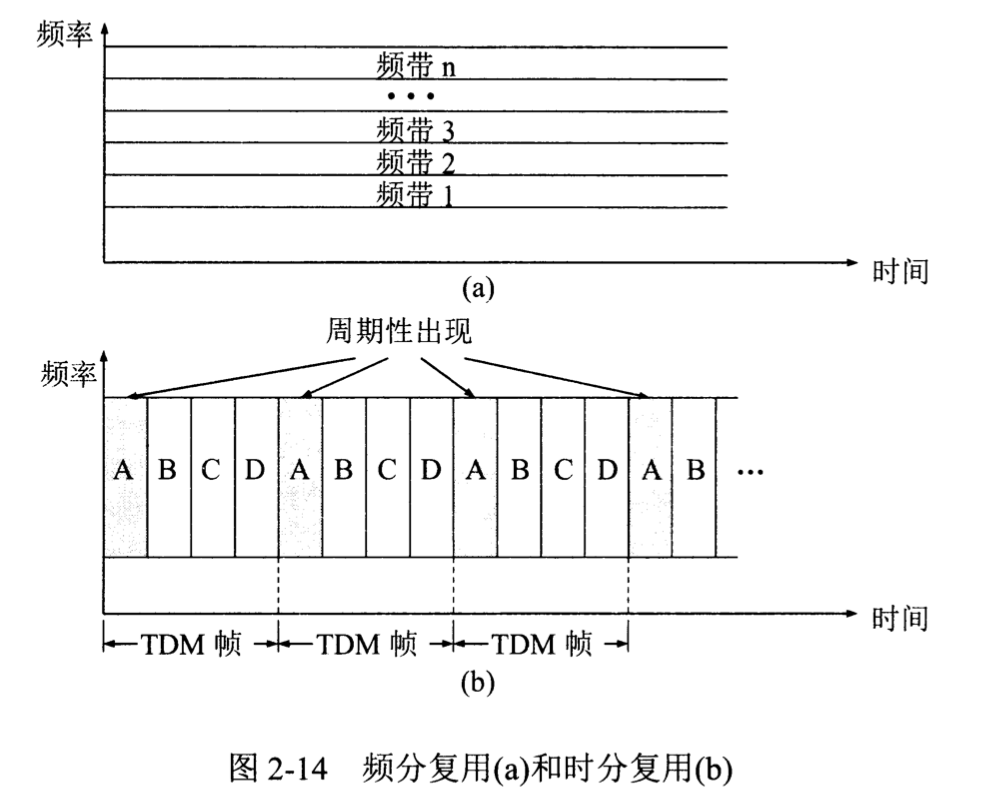 频率
频带 n
···
频带 3
频带 2
频带 1
时间
(a)
周期性出现
频率
A B C D A B C D A B C D A B ···
时间
TDM 帧 TDM 帧 TDM 帧
(b)
图 2-14 频分复用(a)和时分复用(b)